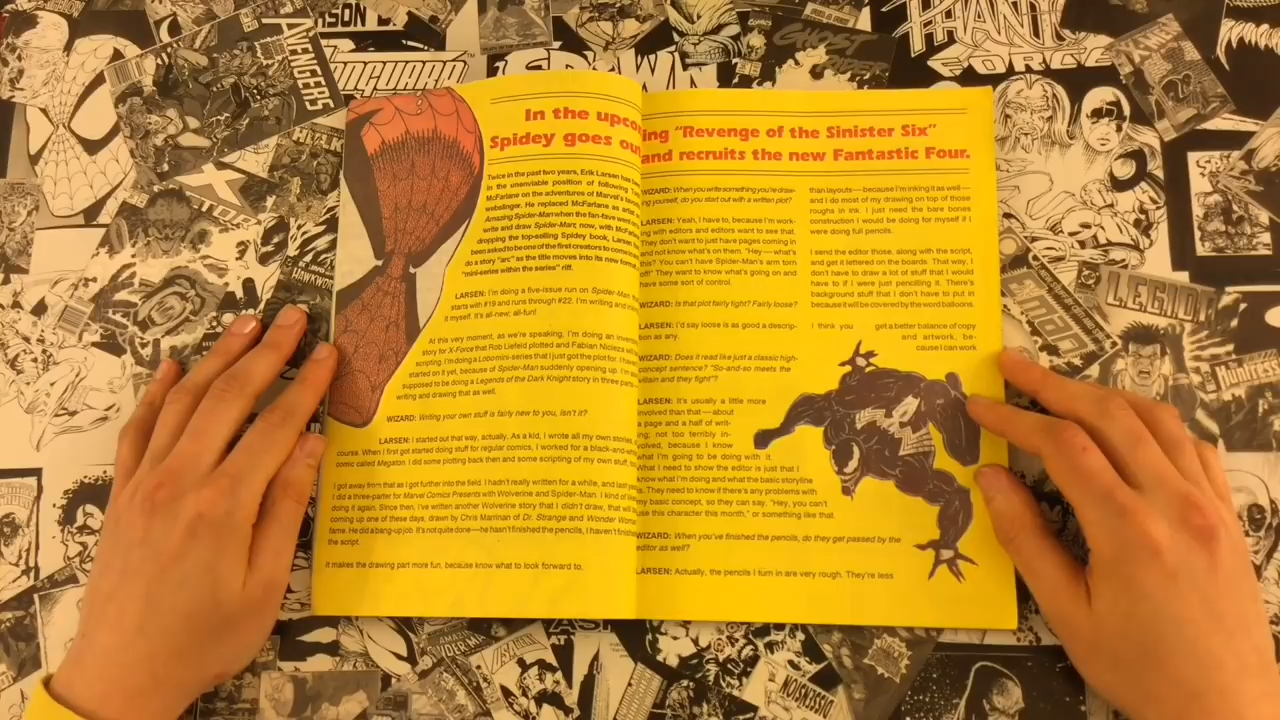 In the upco
Spidey goes out
Twice in the past two years, Erik Larsen has been
in the unenviable position of following Todd
McFarlane on the adventures of Marvel's
webslinger. He replaced McFarlane as artist
Amazing Spider-Man when the fan-fave went
write and draw Spider-Man; now, with McFarlane
dropping the top-selling Spidey book, Larsen
been asked to be one of the first creators to come
do a story "arc" as the title moves into its new format
"mini-series within the series" riff.
LARSEN: I'm doing a five-issue run on Spider-Man
starts with #19 and runs through #22. I'm writing and
it myself. It's all-new; all-fun!
At this very moment, as we're speaking, I'm doing an
story for X-Force that Rob Liefeld plotted and Fabian Nicieza
scripting. I'm doing a Lobo mini-series that I just got the plot for. I
started on it yet, because of Spider-Man suddenly opening up. I'm
supposed to be doing a Legends of the Dark Knight story in three parts
writing and drawing that as well.
WIZARD: Writing your own stuff is fairly new to you, isn't it?
LARSEN: I started out that way, actually. As a kid, I wrote all my own stories,
course. When I first got started doing stuff for regular comics, I worked for a black-and-
comic called Megaton. I did some plotting back then and some scripting of my own stuff,
I got away from that as I got further into the field. I hadn't really written for a while, and last
I did a three-parter for Marvel Comics Presents with Wolverine and Spider-Man. I kind of
doing it again. Since then, I've written another Wolverine story that I didn't draw, that
coming up one of these days, drawn by Chris Marrinan of Dr. Strange and Wonder
fame. He did a bang-up job. It's not quite done—he hasn't finished the pencils, I haven't finished
the script.
It makes the drawing part more fun, because know what to look forward to.
ing "Revenge of the Sinister Six"
and recruits the new Fantastic Four.
WIZARD: When you write something you're draw-
ing yourself, do you start out with a written plot?
LARSEN: Yeah, I have to, because I'm work-
ing with editors and editors want to see that.
They don't want to just have pages coming in
and not know what's on them. "Hey—what's
this? You can't have Spider-Man's arm torn
off!" They want to know what's going on and
have some sort of control.
WIZARD: Is that plot fairly tight? Fairly loose?
LARSEN: I'd say loose is as good a descrip-
tion as any.
WIZARD: Does it read like just a classic high-
concept sentence? "So-and-so meets the
villain and they fight"?
LARSEN: It's usually a little more
involved than that—about
a page and a half of writ-
ing; not too terribly in-
volved, because I know
what I'm going to be doing with it.
What I need to show the editor is just that I
know what I'm doing and what the basic storyline
is. They need to know if there's any problems with
my basic concept, so they can say, "Hey, you can't
use this character this month," or something like that.
WIZARD: When you've finished the pencils, do they get passed by the
editor as well?
LARSEN: Actually, the pencils I turn in are very rough. They're less
than layouts—because I'm inking it as well—
and I do most of my drawing on top of those
roughs in ink. I just need the bare bones
construction I would be doing for myself if I
were doing full pencils.
I send the editor those, along with the script,
and get it lettered on the boards. That way, I
don't have to draw a lot of stuff that I would
have to if I were just pencilling it. There's
background stuff that I don't have to put in
because it will be covered by the word balloons.
I think you get a better balance of copy
and artwork, be-
cause I can work
AVENGERS
VANGUARD
SPAWN
GHOST
RIDER
PHANTOM
FORCE
X-MEN
HAWKWORLD
LEGION
Huntress
AMAZING